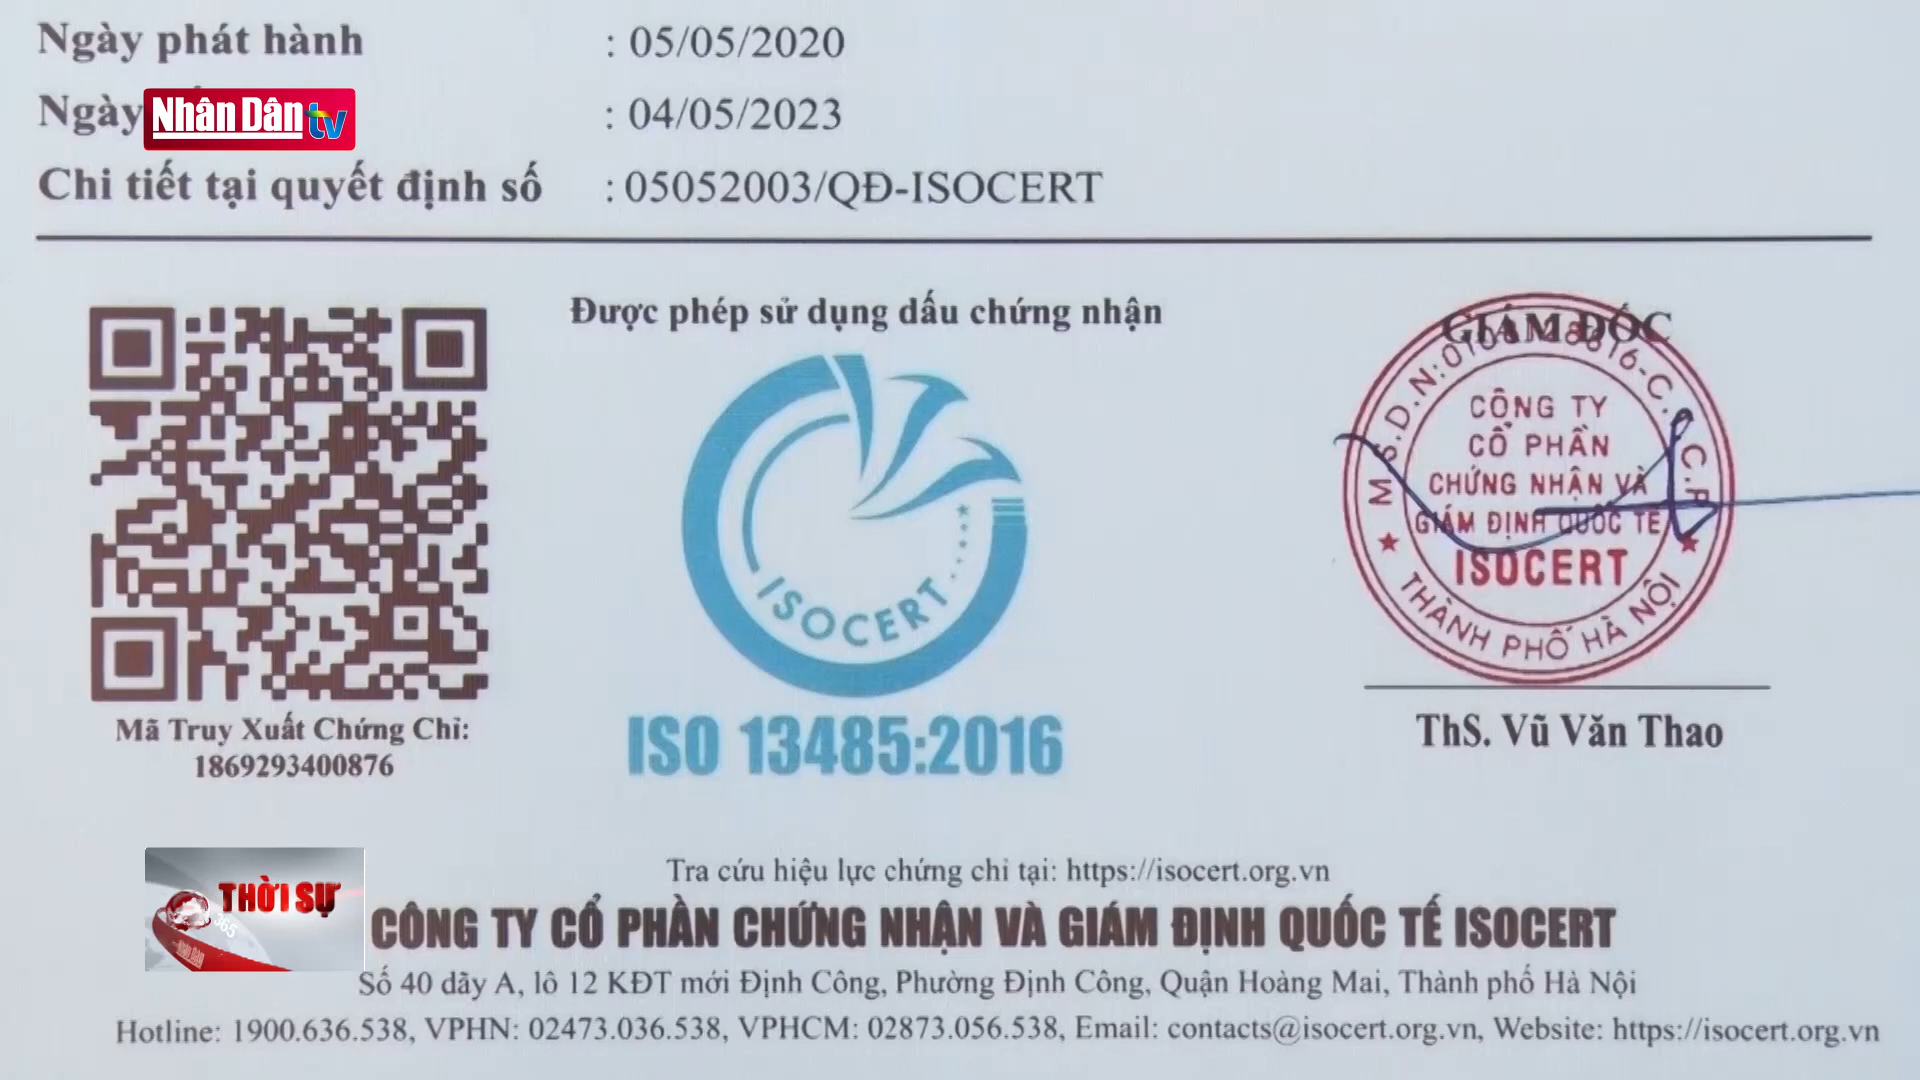 Ngày phát hành : 05/05/2020
Ngày : 04/05/2023
Nhân Dân tv
Chi tiết tại quyết định số : 05052003/QĐ-ISOCERT
Được phép sử dụng dấu chứng nhận
GIÁM ĐỐC
CÔNG TY
CỔ PHẦN
CHỨNG NHẬN VÀ
GIÁM ĐỊNH QUỐC TẾ
ISOCERT
THÀNH PHỐ HÀ NỘI
ISOCERT
ISO 13485:2016
Mã Truy Xuất Chứng Chỉ:
1869293400876
ThS. Vũ Văn Thao
Tra cứu hiệu lực chứng chỉ tại: https://isocert.org.vn
THỜI SỰ
365
CÔNG TY CỔ PHẦN CHỨNG NHẬN VÀ GIÁM ĐỊNH QUỐC TẾ ISOCERT
Số 40 dãy A, lô 12 KĐT mới Định Công, Phường Định Công, Quận Hoàng Mai, Thành phố Hà Nội
Hotline: 1900.636.538, VPHN: 02473.036.538, VPHCM: 02873.056.538, Email: contacts@isocert.org.vn, Website: https://isocert.org.vn